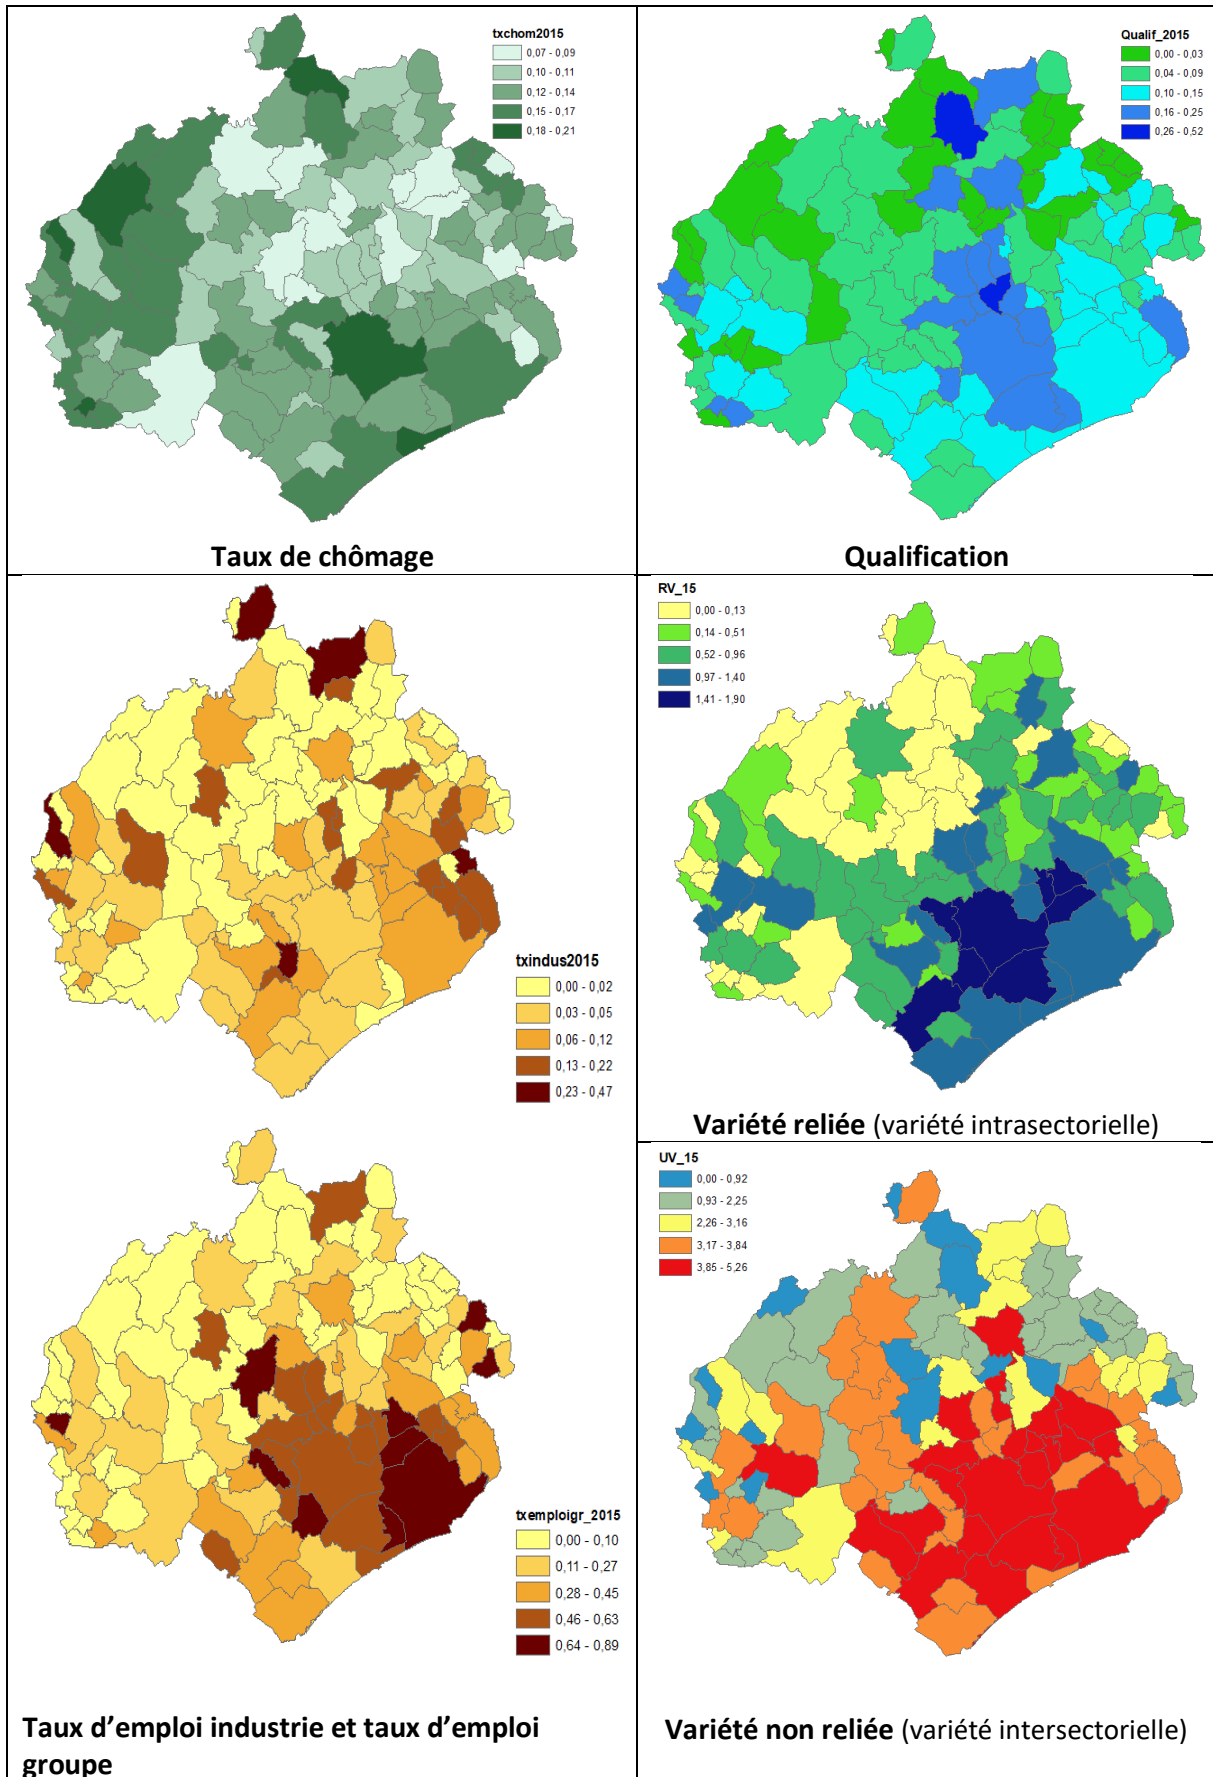 txchom2015
0,07 - 0,09
0,10 - 0,11
0,12 - 0,14
0,15 - 0,17
0,18 - 0,21
Taux de chômage
Qualif_2015
0,00 - 0,03
0,04 - 0,09
0,10 - 0,15
0,16 - 0,25
0,26 - 0,52
Qualification
txindus2015
0,00 - 0,02
0,03 - 0,05
0,06 - 0,12
0,13 - 0,22
0,23 - 0,47
RV_15
0,00 - 0,13
0,14 - 0,51
0,52 - 0,96
0,97 - 1,40
1,41 - 1,90
Variété reliée (variété intrasectorielle)
txemploigr_2015
0,00 - 0,10
0,11 - 0,27
0,28 - 0,45
0,46 - 0,63
0,64 - 0,89
Taux d’emploi industrie et taux d’emploi
groupe
UV_15
0,00 - 0,92
0,93 - 2,25
2,26 - 3,16
3,17 - 3,84
3,85 - 5,26
Variété non reliée (variété intersectorielle)